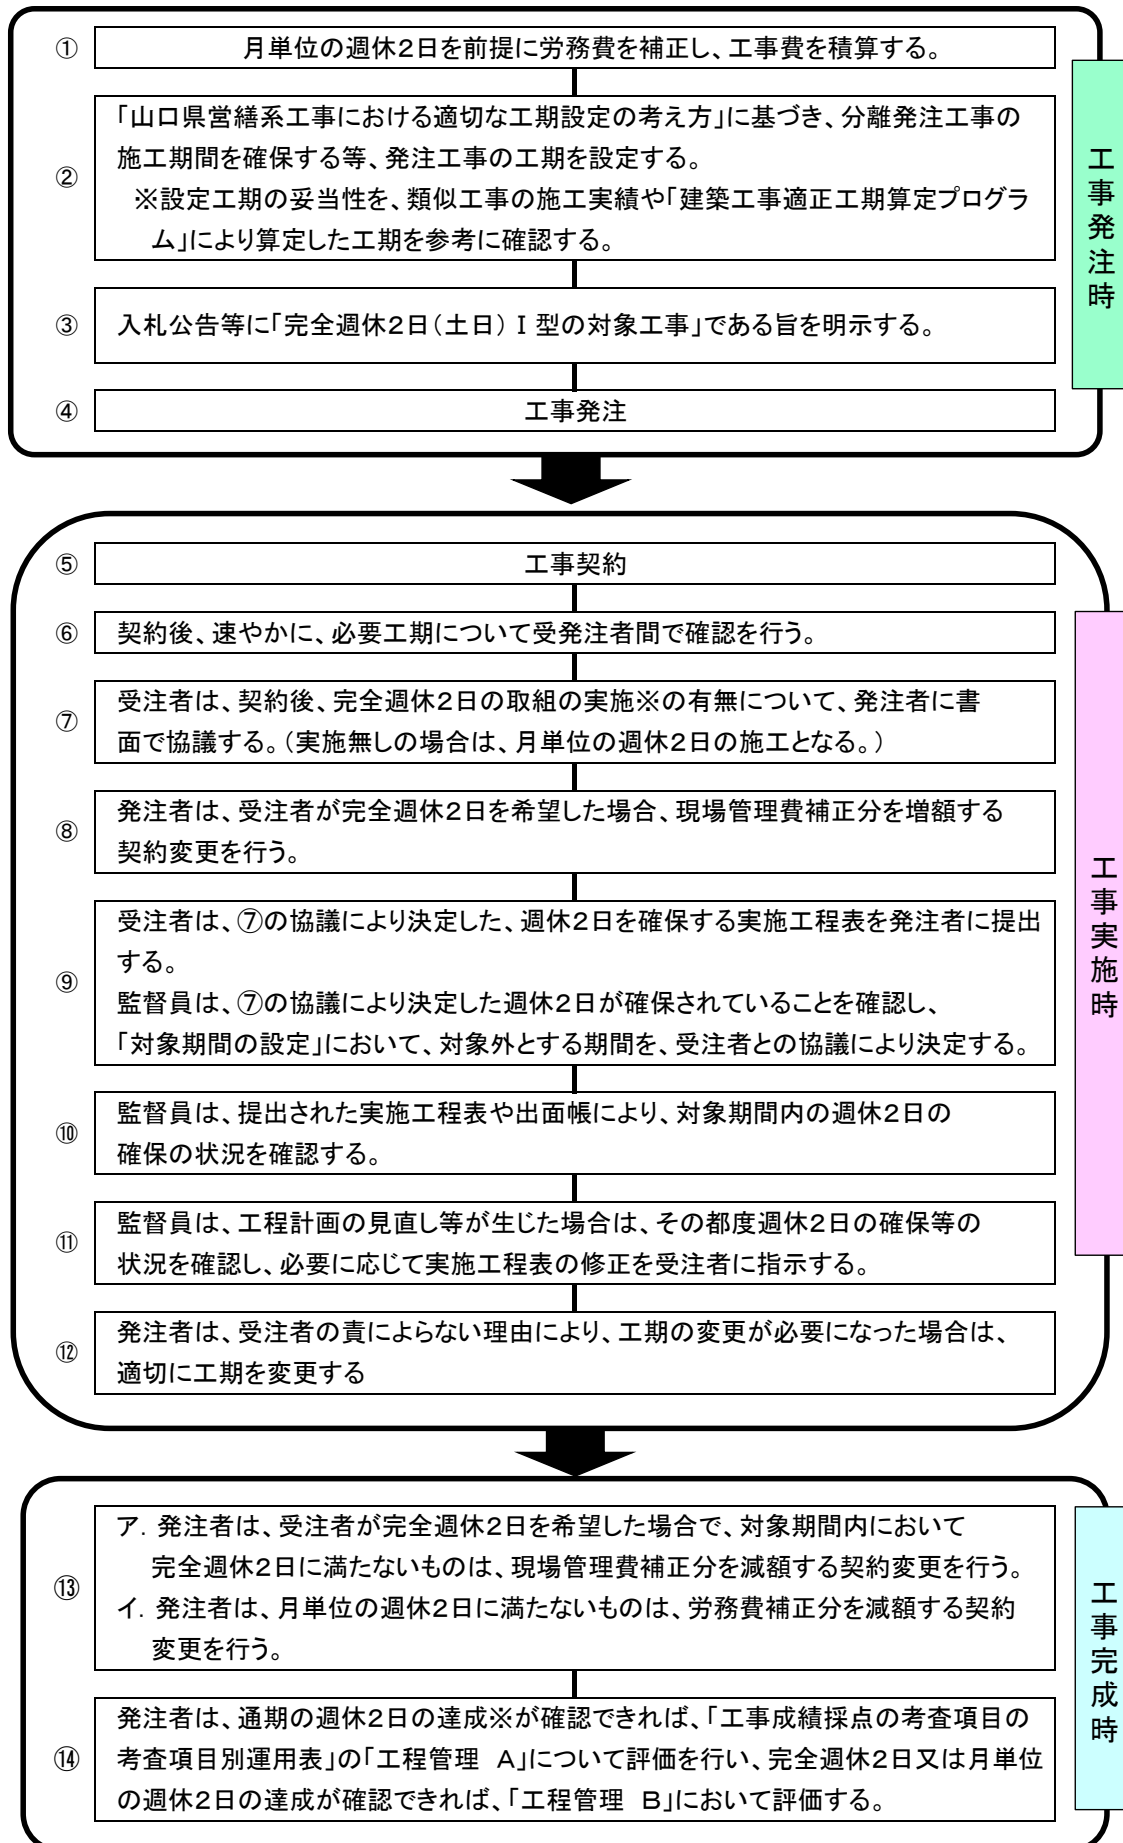 ① 月単位の週休2日を前提に労務費を補正し、工事費を積算する。
② 「山口県営繕系工事における適切な工期設定の考え方」に基づき、分離発注工事の
施工期間を確保する等、発注工事の工期を設定する。
※設定工期の妥当性を、類似工事の施工実績や「建築工事適正工期算定プログラ
ム」により算定した工期を参考に確認する。
③ 入札公告等に「完全週休2日(土日)Ⅰ型の対象工事」である旨を明示する。
④ 工事発注
工事発注時
⑤ 工事契約
⑥ 契約後、速やかに、必要工期について受発注者間で確認を行う。
⑦ 受注者は、契約後、完全週休2日の取組の実施※の有無について、発注者に書
面で協議する。(実施無しの場合は、月単位の週休2日の施工となる。)
⑧ 発注者は、受注者が完全週休2日を希望した場合、現場管理費補正分を増額する
契約変更を行う。
⑨ 受注者は、⑦の協議により決定した、週休2日を確保する実施工程表を発注者に提出
する。
監督員は、⑦の協議により決定した週休2日が確保されていることを確認し、
「対象期間の設定」において、対象外とする期間を、受注者との協議により決定する。
⑩ 監督員は、提出された実施工程表や出面帳により、対象期間内の週休2日の
確保の状況を確認する。
⑪ 監督員は、工程計画の見直し等が生じた場合は、その都度週休2日の確保等の
状況を確認し、必要に応じて実施工程表の修正を受注者に指示する。
⑫ 発注者は、受注者の責によらない理由により、工期の変更が必要になった場合は、
適切に工期を変更する
工事実施時
⑬ ア. 発注者は、受注者が完全週休2日を希望した場合で、対象期間内において
完全週休2日に満たないものは、現場管理費補正分を減額する契約変更を行う。
イ. 発注者は、月単位の週休2日に満たないものは、労務費補正分を減額する契約
変更を行う。
⑭ 発注者は、通期の週休2日の達成※が確認できれば、「工事成績採点の考査項目の
考査項目別運用表」の「工程管理 A」について評価を行い、完全週休2日又は月単位
の週休2日の達成が確認できれば、「工程管理 B」において評価する。
工事完成時